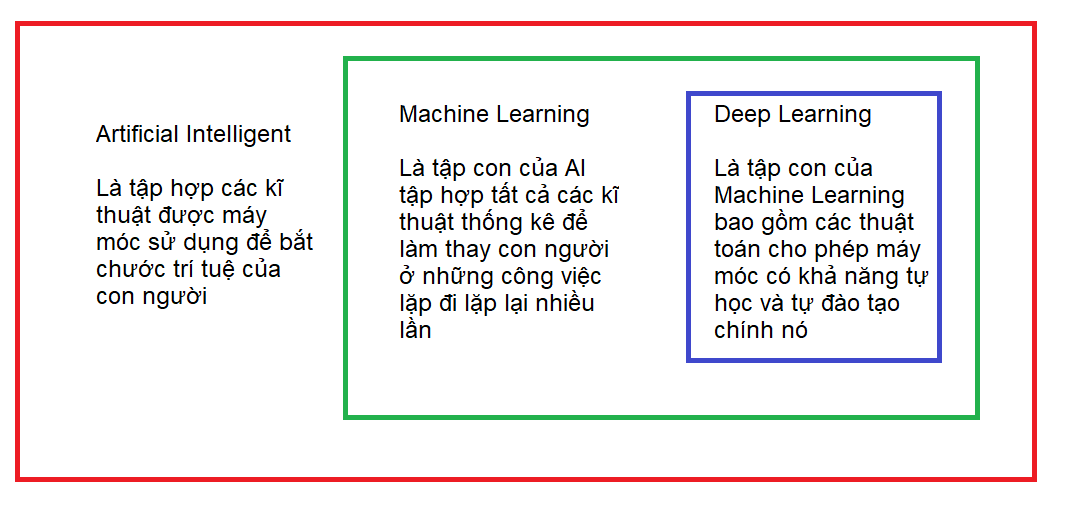 Artificial Intelligent
Là tập hợp các kĩ
thuật được máy
móc sử dụng để bắt
chước trí tuệ của
con người
Machine Learning
Là tập con của AI
tập hợp tất cả các kĩ
thuật thống kê để
làm thay con người
ở những công việc
lặp đi lặp lại nhiều
lần
Deep Learning
Là tập con của
Machine Learning
bao gồm các thuật
toán cho phép máy
móc có khả năng tự
học và tự đào tạo
chính nó